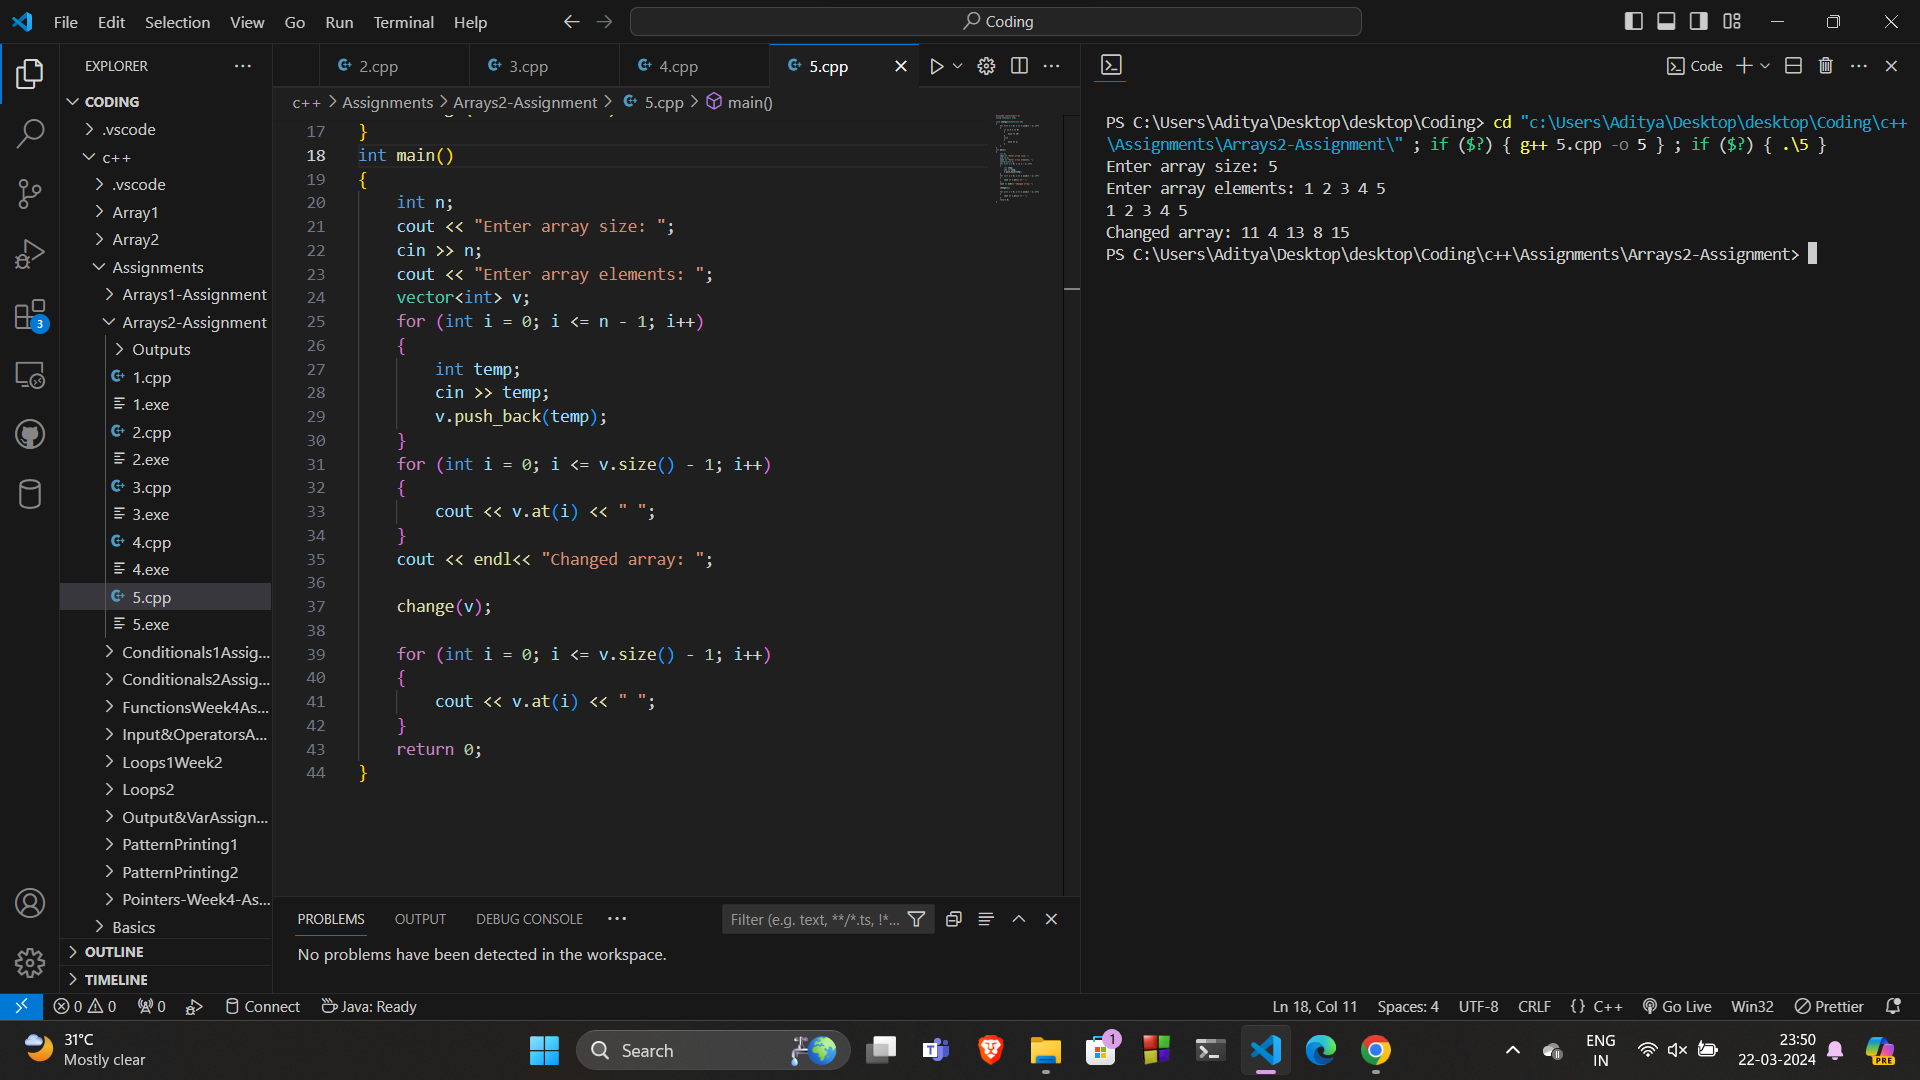 File Edit Selection View Go Run Terminal Help
Coding
EXPLORER
CODING
.vscode
c++
.vscode
Array1
Array2
Assignments
Arrays1-Assignment
Arrays2-Assignment
Outputs
1.cpp
1.exe
2.cpp
2.exe
3.cpp
3.exe
4.cpp
4.exe
5.cpp
5.exe
Conditionals1Assig...
Conditionals2Assig...
FunctionsWeek4As...
Input&OperatorsA...
Loops1Week2
Loops2
Output&VarAssign...
PatternPrinting1
PatternPrinting2
Pointers-Week4-As...
Basics
OUTLINE
TIMELINE
3
2.cpp 3.cpp 4.cpp 5.cpp
c++ > Assignments > Arrays2-Assignment > 5.cpp > main()
17 }
18 int main()
19 {
20 int n;
21 cout << "Enter array size: ";
22 cin >> n;
23 cout << "Enter array elements: ";
24 vector<int> v;
25 for (int i = 0; i <= n - 1; i++)
26 {
27 int temp;
28 cin >> temp;
29 v.push_back(temp);
30 }
31 for (int i = 0; i <= v.size() - 1; i++)
32 {
33 cout << v.at(i) << " ";
34 }
35 cout << endl<< "Changed array: ";
36
37 change(v);
38
39 for (int i = 0; i <= v.size() - 1; i++)
40 {
41 cout << v.at(i) << " ";
42 }
43 return 0;
44 }
PROBLEMS OUTPUT DEBUG CONSOLE
Filter (e.g. text, **/*.ts, !*...
No problems have been detected in the workspace.
Code
PS C:\Users\Aditya\Desktop\desktop\Coding> cd "c:\Users\Aditya\Desktop\desktop\Coding\c++
\Assignments\Arrays2-Assignment\" ; if ($?) { g++ 5.cpp -o 5 } ; if ($?) { .\5 }
Enter array size: 5
Enter array elements: 1 2 3 4 5
1 2 3 4 5
Changed array: 11 4 13 8 15
PS C:\Users\Aditya\Desktop\desktop\Coding\c++\Assignments\Arrays2-Assignment>
0 0 0 Connect Java: Ready
Ln 18, Col 11 Spaces: 4 UTF-8 CRLF {} C++ Go Live Win32 Prettier
31°C
Mostly clear
Search
1
ENG
IN
23:50
22-03-2024
PRE